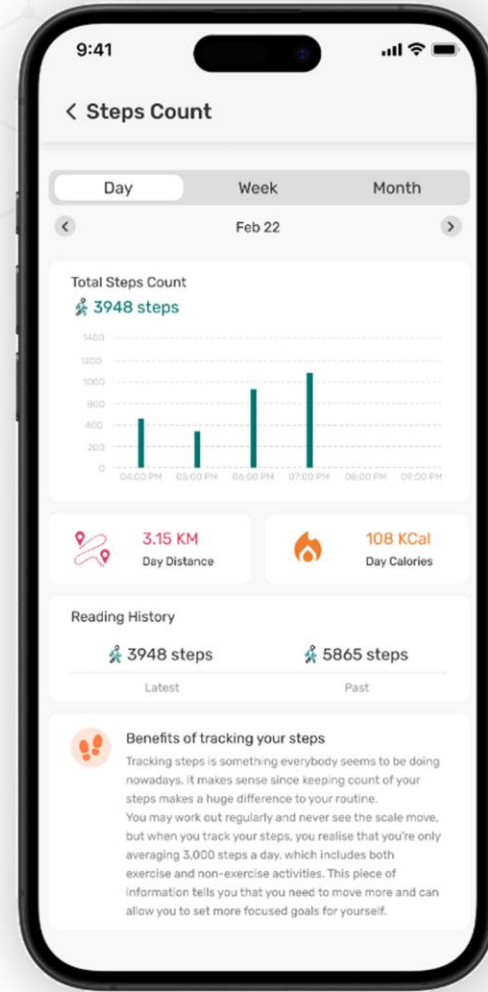 9:41
Steps Count
Day Week Month
Feb 22
Total Steps Count
3948 steps
1400
1200
1000
800
400
200
0
04:00 PM 05:00 PM 06:00 PM 07:00 PM 08:00 PM 09:00 PM
3.15 KM
Day Distance
108 KCal
Day Calories
Reading History
3948 steps 5865 steps
Latest Past
Benefits of tracking your steps
Tracking steps is something everybody seems to be doing
nowadays. It makes sense since keeping count of your
steps makes a huge difference to your routine.
You may work out regularly and never see the scale move,
but when you track your steps, you realise that you're only
averaging 3,000 steps a day, which includes both
exercise and non-exercise activities. This piece of
information tells you that you need to move more and can
allow you to set more focused goals for yourself.